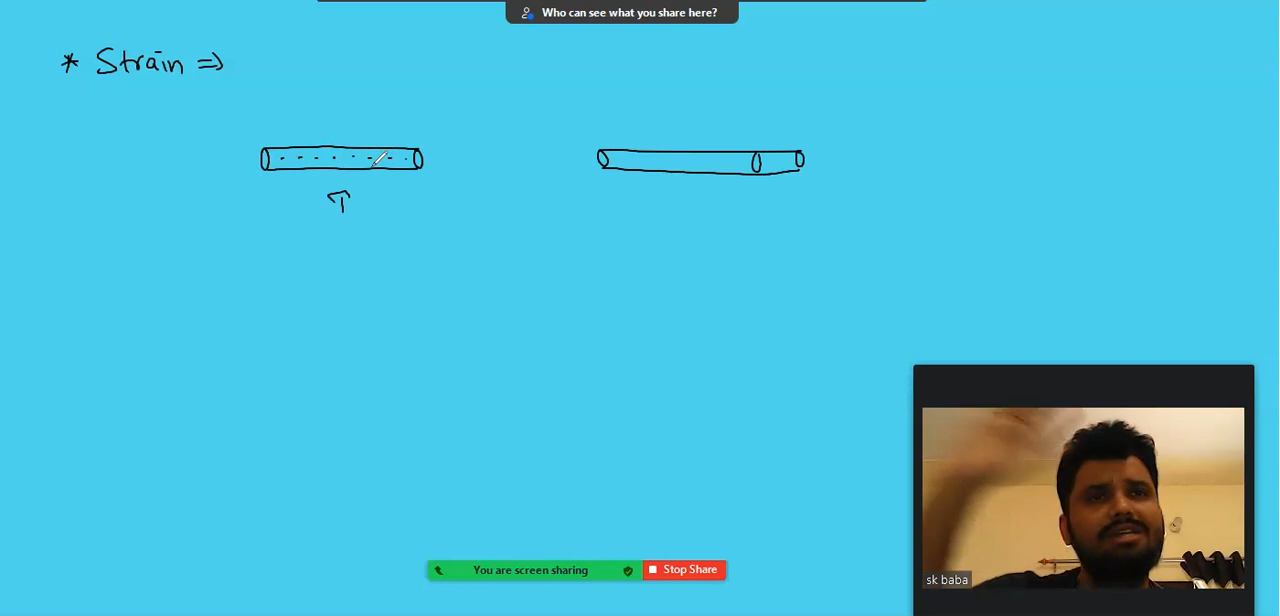 Who can see what you share here?
* Strain ⇒
T
You are screen sharing
Stop Share
sk baba